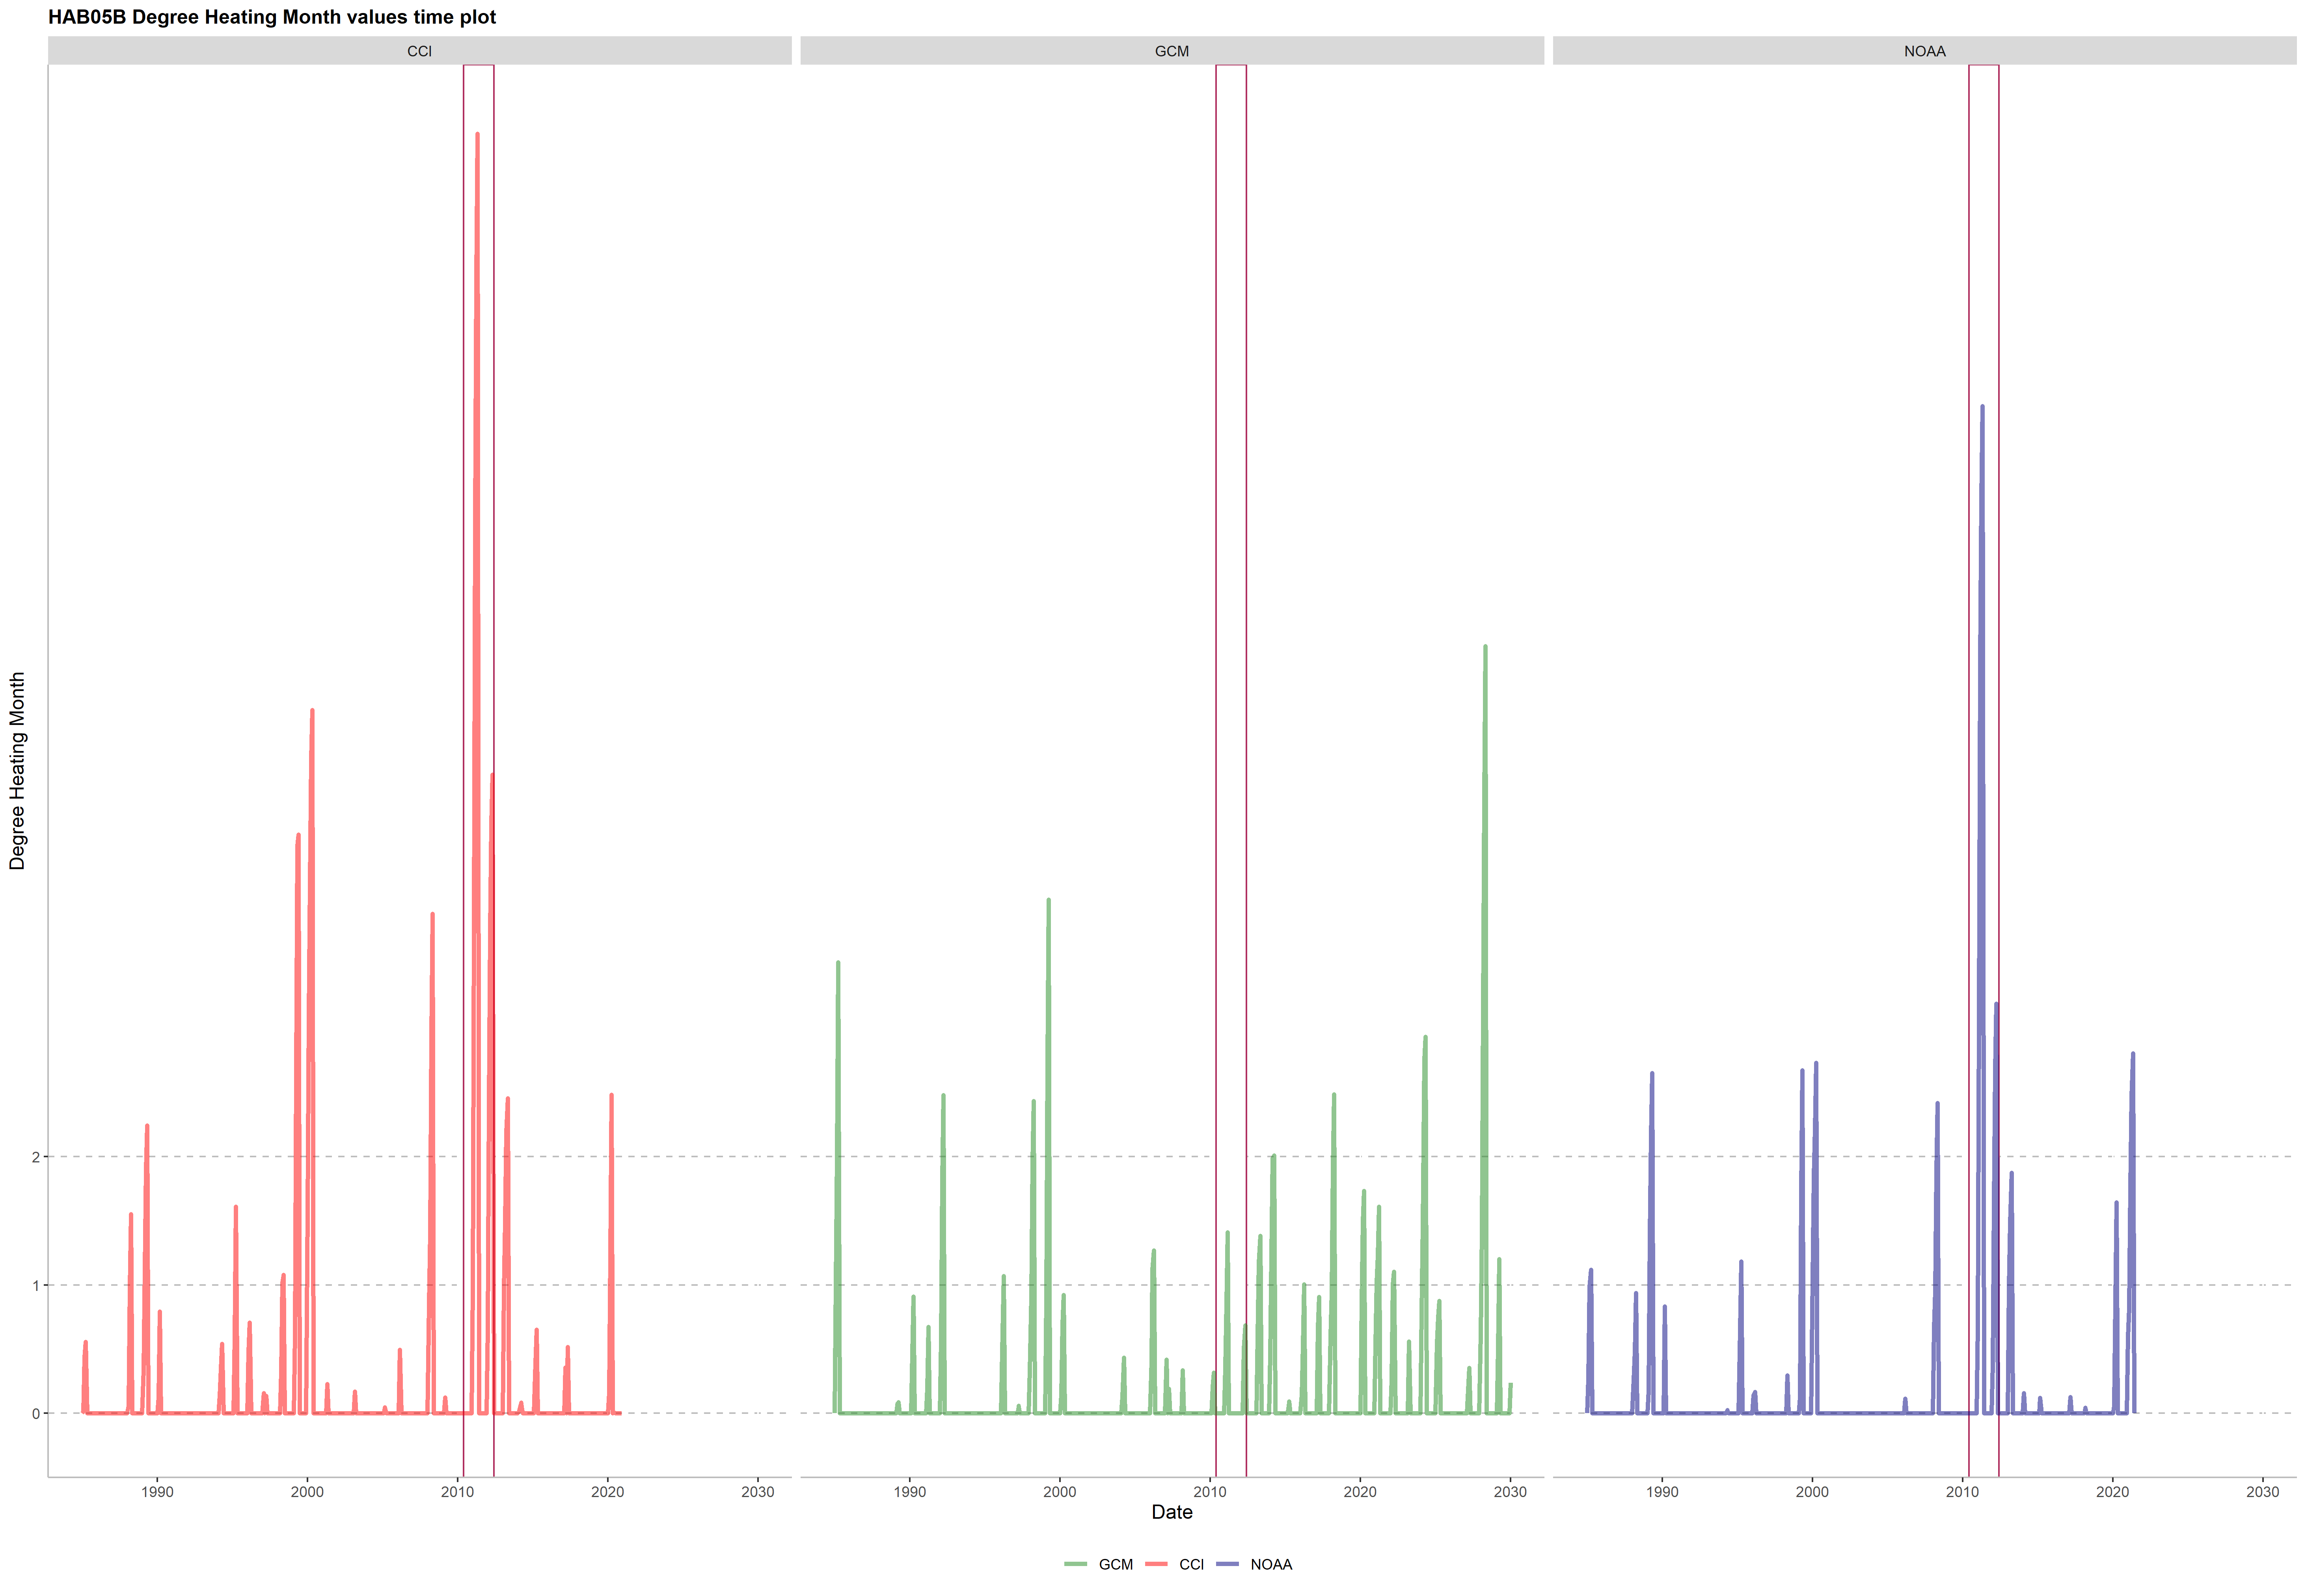 HAB05B Degree Heating Month values time plot
CCI GCM NOAA
Degree Heating Month
2
1
0
1990 2000 2010 2020 2030 1990 2000 2010 2020 2030 1990 2000 2010 2020 2030
Date
GCM CCI NOAA